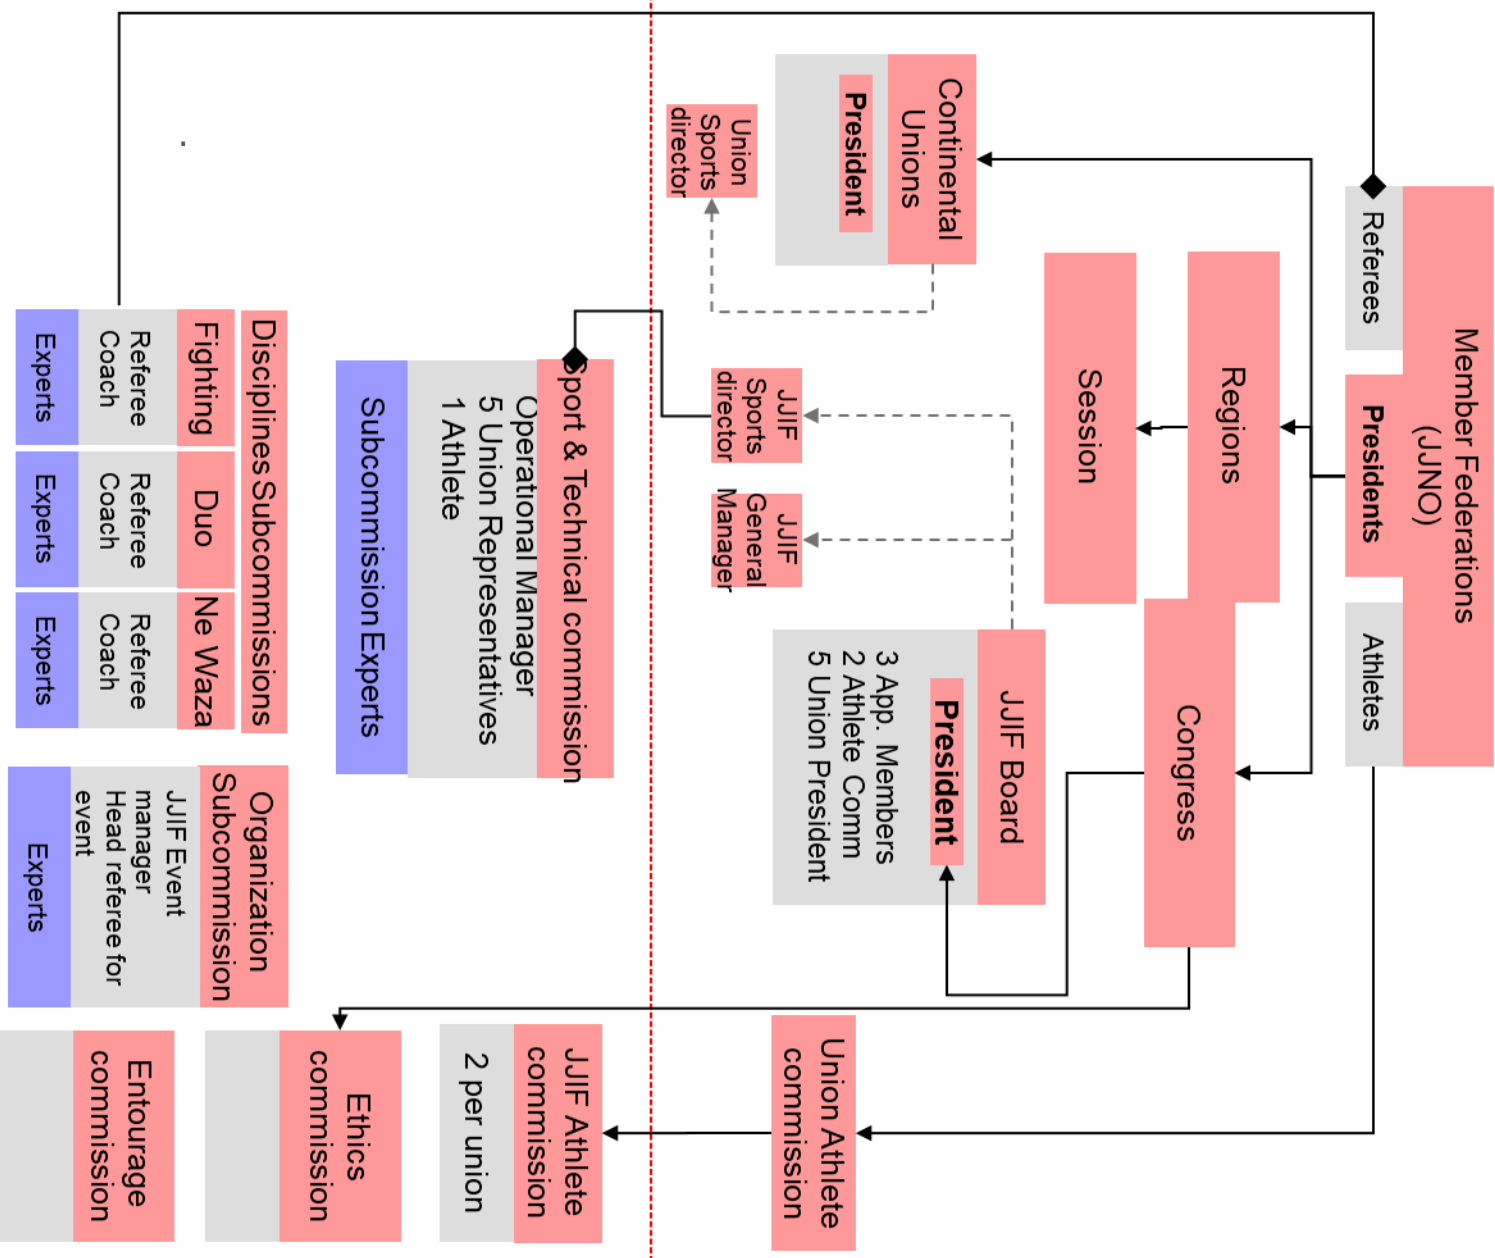 Member Federations
(JJNO)
Referees
Presidents
Athletes
Continental
Unions
President
Regions
Session
Congress
JJIF Board
President
3 App. Members
2 Athlete Comm
5 Union President
Union
Sports
director
JJIF
Sports
director
JJIF
General
Manager
Union Athlete
commission
Sport & Technical commission
Operational Manager
5 Union Representatives
1 Athlete
Subcommission Experts
JJIF Athlete
commission
2 per union
Ethics
commission
Disciplines Subcommissions
Fighting
Referee
Coach
Experts
Duo
Referee
Coach
Experts
Ne Waza
Referee
Coach
Experts
Organization
Subcommission
JJIF Event
manager
Head referee for
event
Experts
Entourage
commission